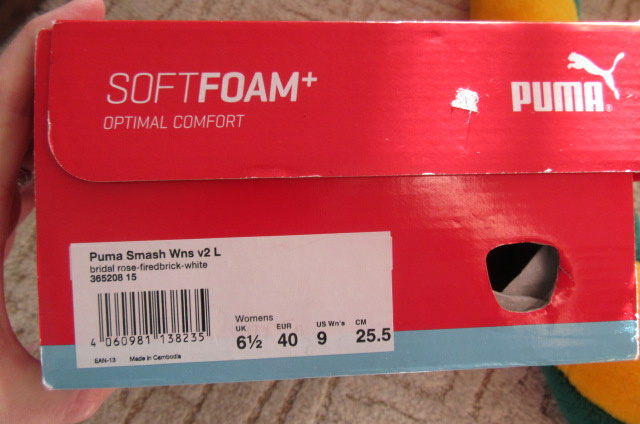 SOFTFOAM+
OPTIMAL COMFORT
PUMA®
Puma Smash Wns v2 L
bridal rose-firedbrick-white
365208 15
4 060981 138235
EAN-13 Made in Cambodia
Womens
UK EUR US Wn's CM
6½ 40 9 25.5